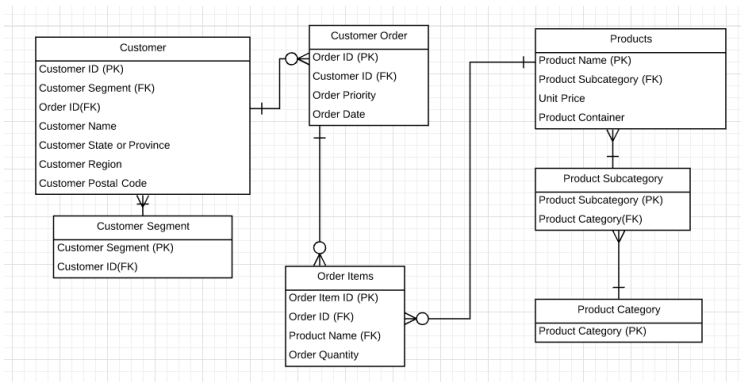 Customer
Customer ID (PK)
Customer Segment (FK)
Order ID(FK)
Customer Name
Customer State or Province
Customer Region
Customer Postal Code
Customer Segment
Customer Segment (PK)
Customer ID(FK)
Customer Order
Order ID (PK)
Customer ID (FK)
Order Priority
Order Date
Order Items
Order Item ID (PK)
Order ID (FK)
Product Name (FK)
Order Quantity
Products
Product Name (PK)
Product Subcategory (FK)
Unit Price
Product Container
Product Subcategory
Product Subcategory (PK)
Product Category(FK)
Product Category
Product Category (PK)